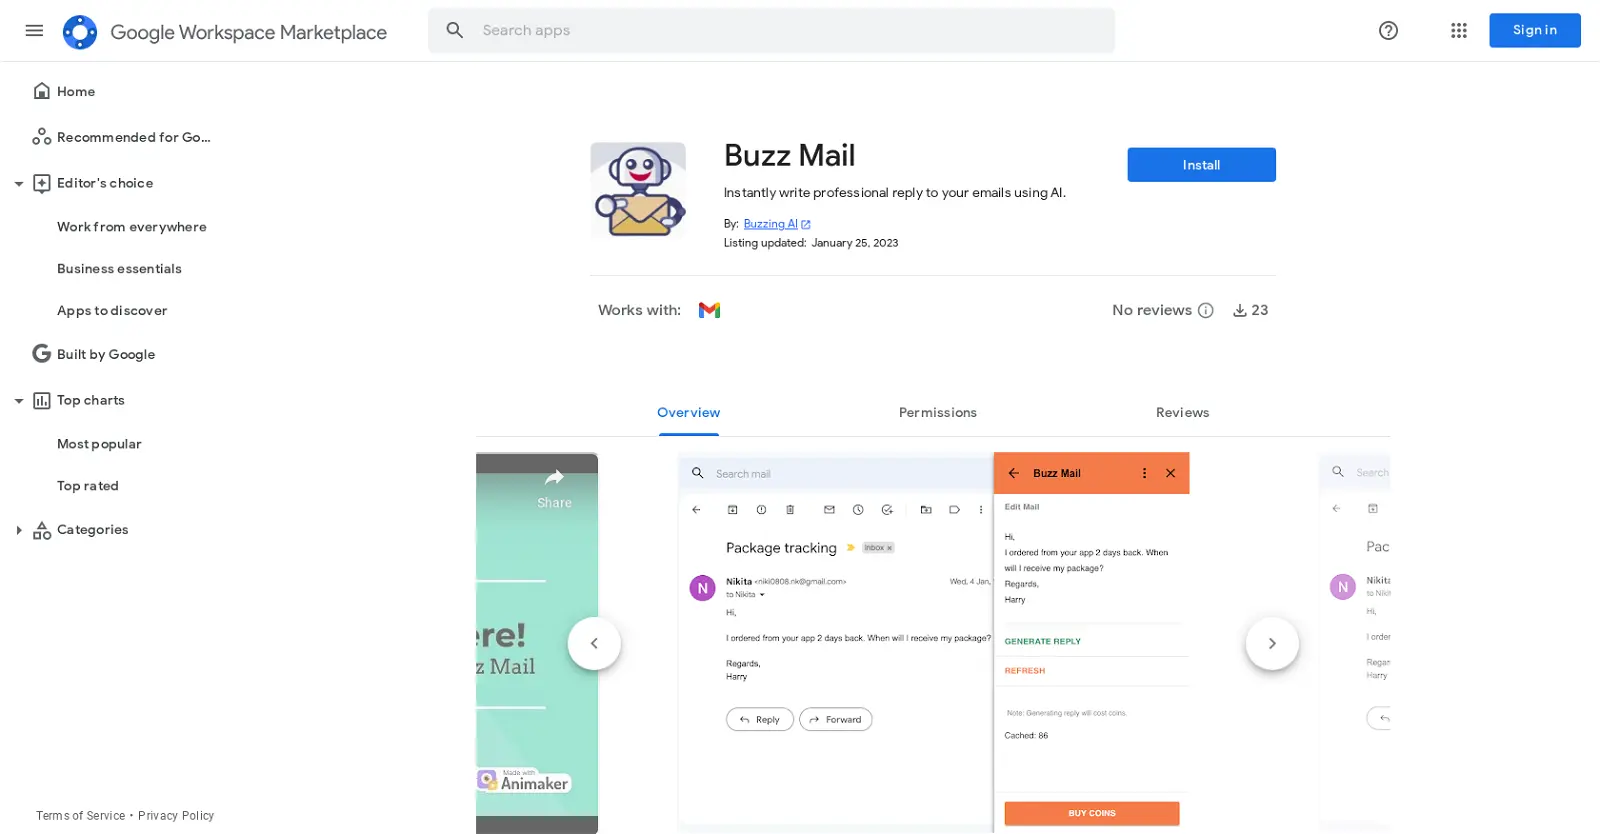 Google Workspace Marketplace
Search apps
Sign in
Home
Recommended for Go...
Editor's choice
Work from everywhere
Business essentials
Apps to discover
Built by Google
Top charts
Most popular
Top rated
Categories
Terms of Service • Privacy Policy
Buzz Mail
Instantly write professional reply to your emails using AI.
By: Buzzing AI
Listing updated: January 25, 2023
Install
Works with:
No reviews
23
Overview
Permissions
Reviews
Share
ere!
z Mail
Made with
Animaker
Search mail
Package tracking
Inbox x
N
Nikita <niki0808.nk@gmail.com>
Wed, 4 Jan,
to Nikita
Hi,
I ordered from your app 2 days back. When will I receive my package?
Regards,
Harry
Reply
Forward
Buzz Mail
Edit Mail
Hi,
I ordered from your app 2 days back. When
will I receive my package?
Regards,
Harry
GENERATE REPLY
REFRESH
Note: Generating reply will cost coins.
Cached: 86
BUY COINS
Search
Pac
N
Nikita
to Nikit
Hi,
I order
Regar
Harry